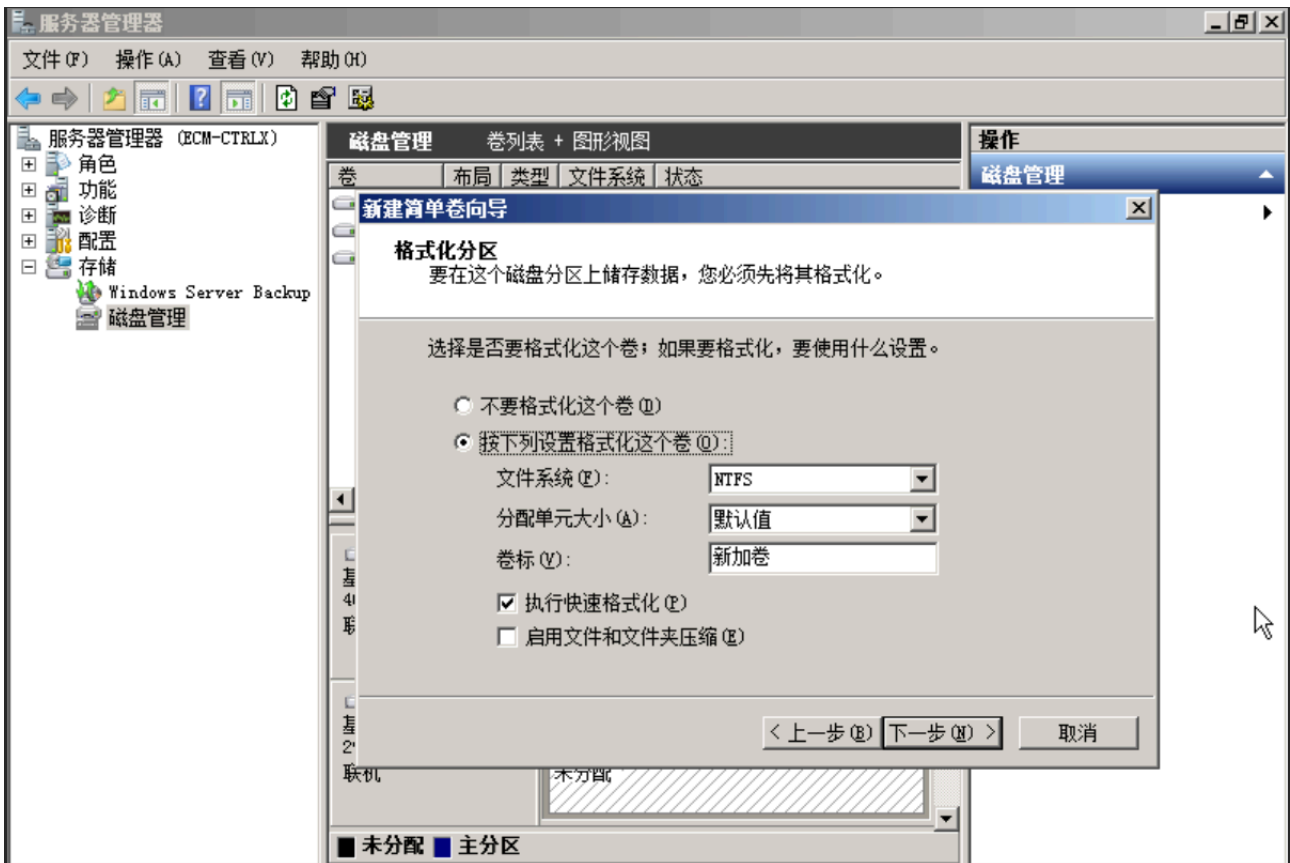 服务器管理器
文件(F) 操作(A) 查看(V) 帮助(H)
服务器管理器 (ECM-CTRLX)
角色
功能
诊断
配置
存储
Windows Server Backup
磁盘管理
磁盘管理 卷列表 + 图形视图
卷 布局 类型 文件系统 状态
新建简单卷向导
格式化分区
要在这个磁盘分区上储存数据，您必须先将其格式化。
选择是否要格式化这个卷；如果要格式化，要使用什么设置。
不要格式化这个卷(D)
按下列设置格式化这个卷(O):
文件系统(F): NTFS
分配单元大小(A): 默认值
卷标(V): 新加卷
执行快速格式化(P)
启用文件和文件夹压缩(E)
< 上一步(B) 下一步(N) > 取消
联机
未分配
未分配 主分区
操作
磁盘管理